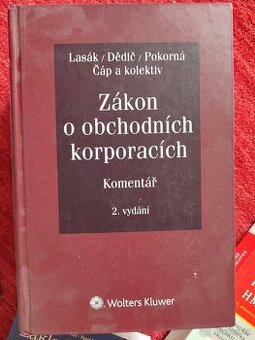 Lasák / Dědič / Pokorná
Čáp a kolektiv
Zákon
o obchodních
korporacích
Komentář
2. vydání
Wolters Kluwer